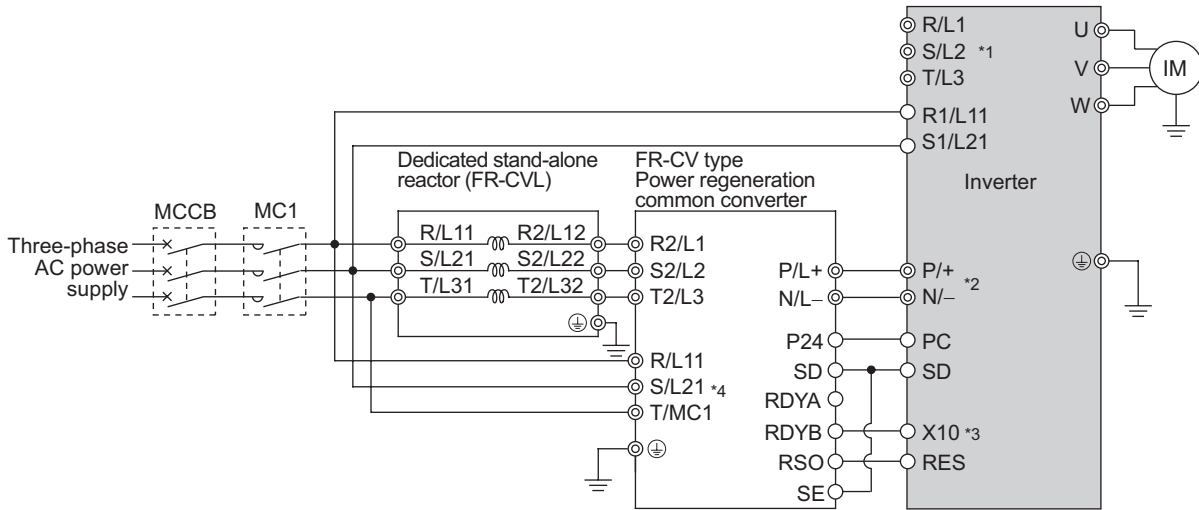 R/L1
S/L2 *1
T/L3
R1/L11
S1/L21
U
V
W
IM
Inverter
Dedicated stand-alone
reactor (FR-CVL)
FR-CV type
Power regeneration
common converter
MCCB
MC1
Three-phase
AC power
supply
R/L11 R2/L12
S/L21 S2/L22
T/L31 T2/L32
R2/L1
S2/L2
T2/L3
R/L11
S/L21 *4
T/MC1
P/L+
N/L−
P24
SD
RDYA
RDYB
RSO
SE
P/+
N/− *2
PC
SD
X10 *3
RES